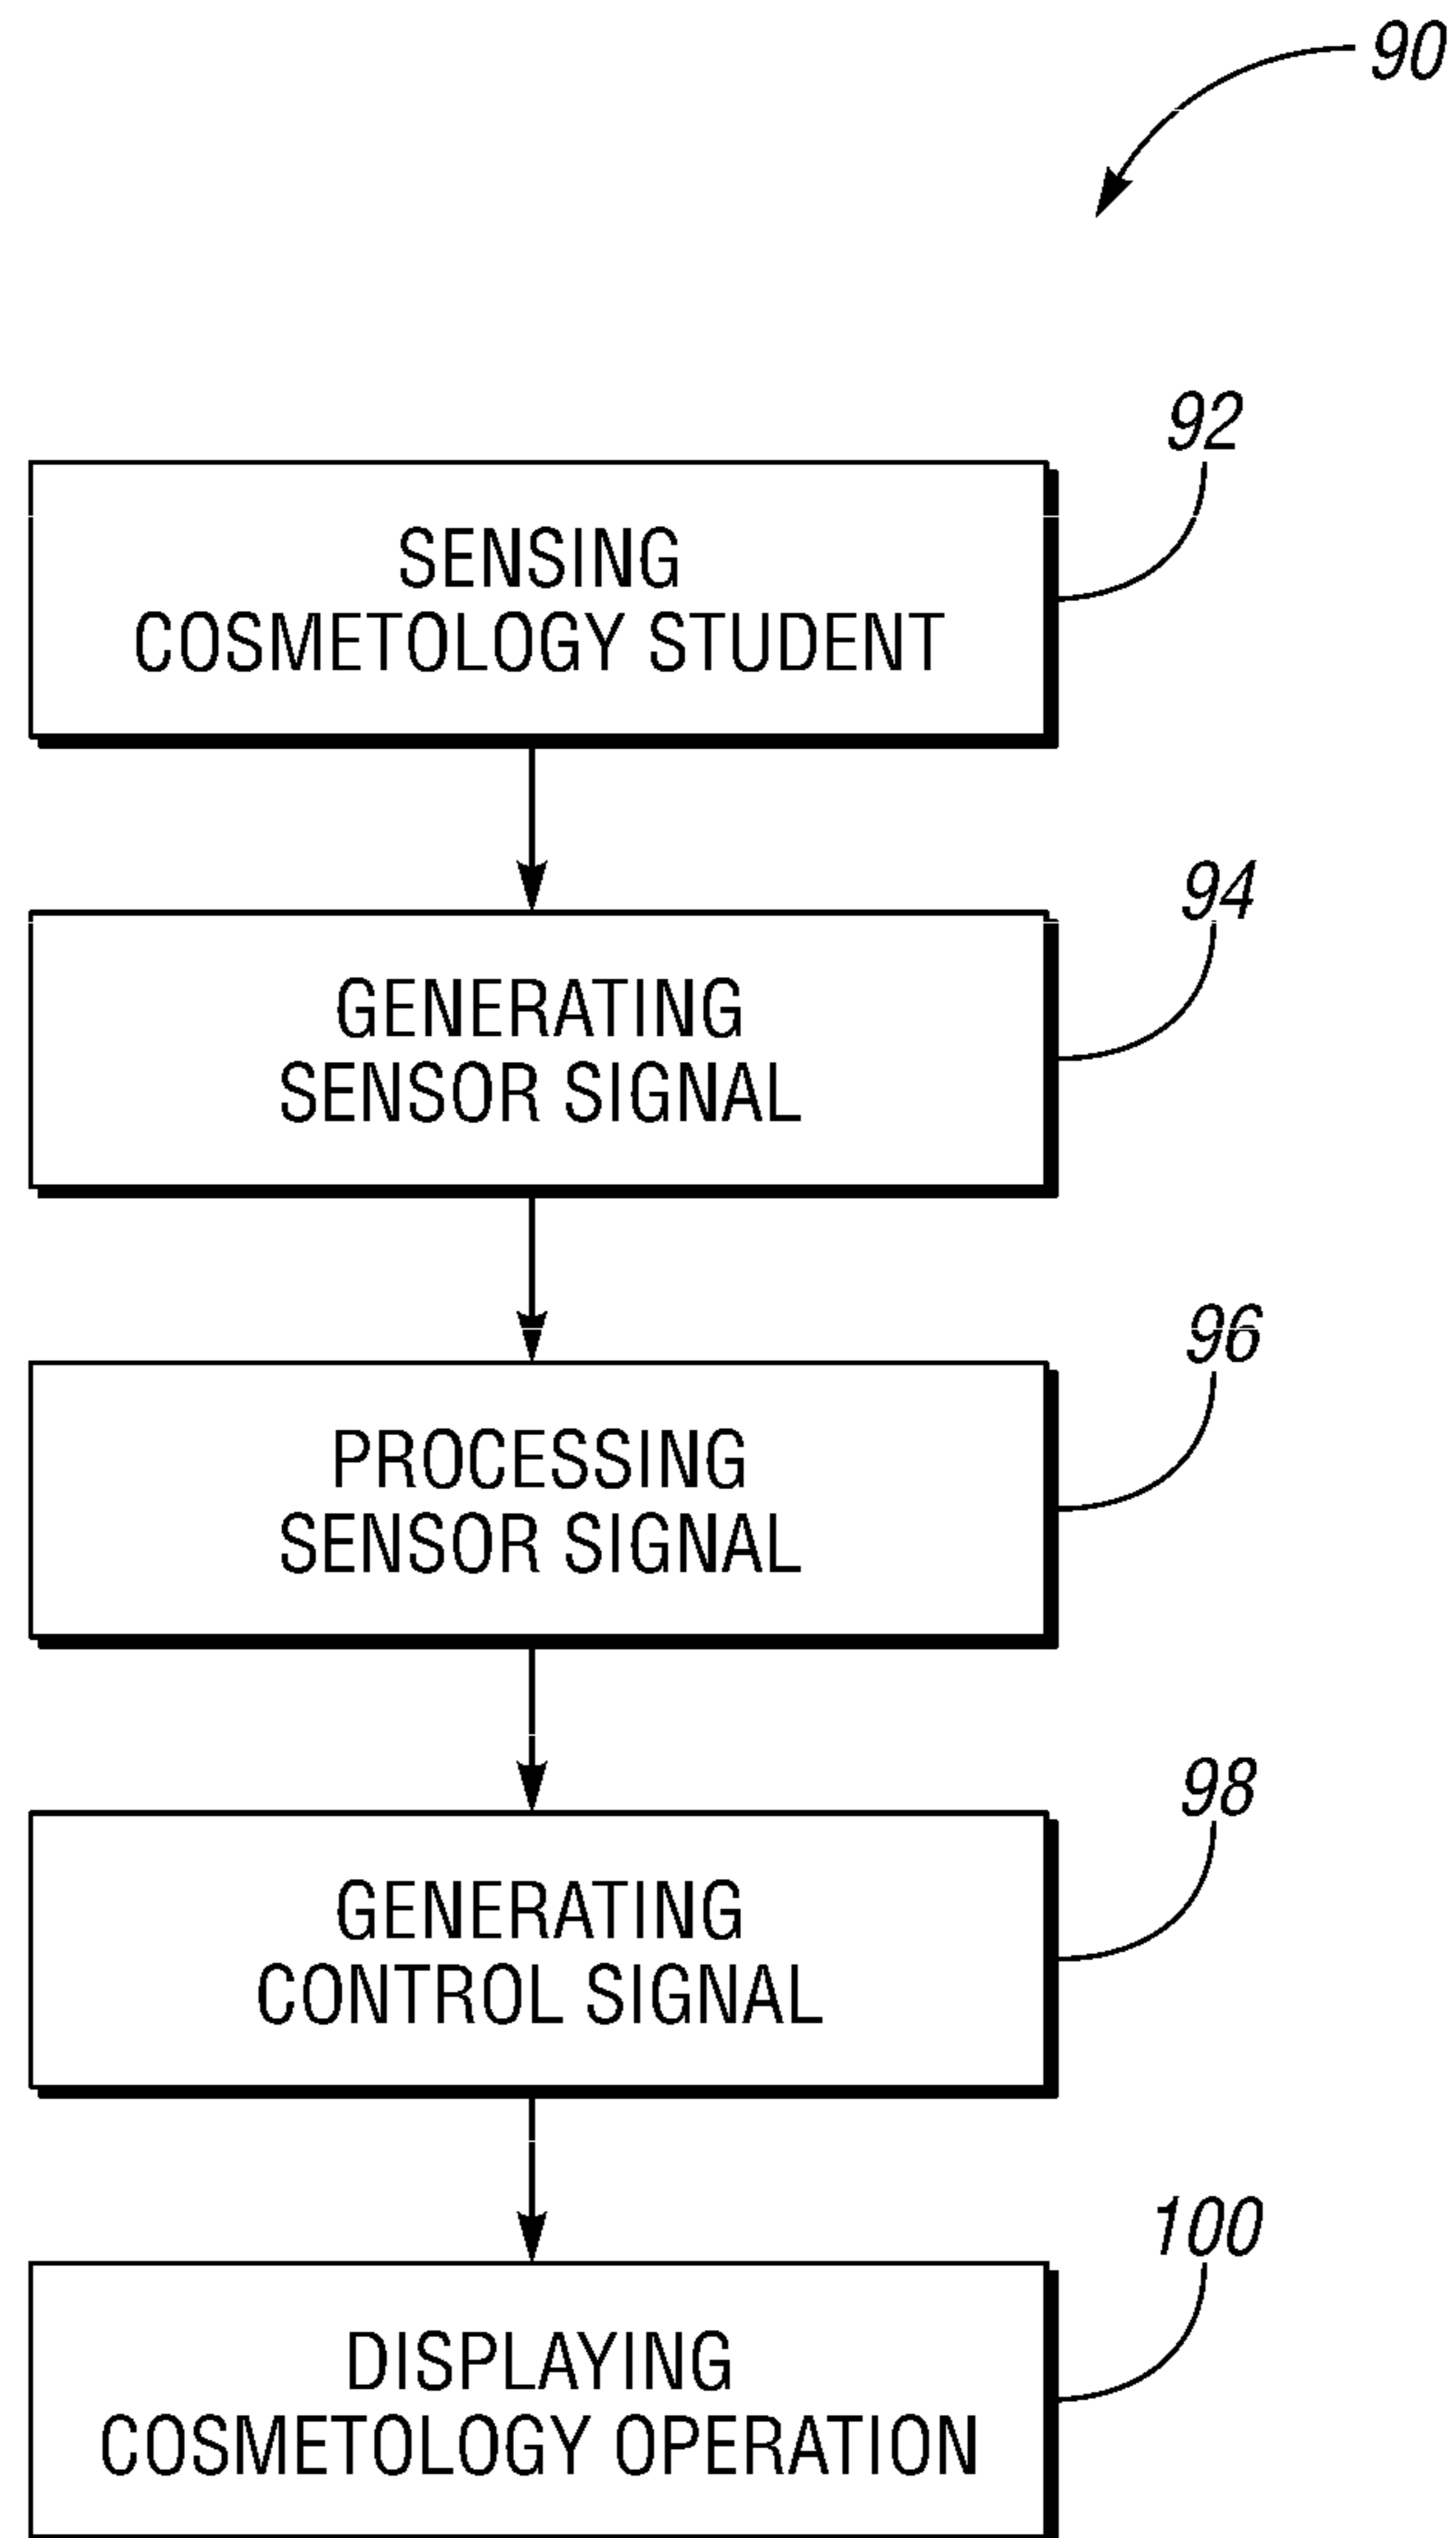 90
92
SENSING
COSMETOLOGY STUDENT
94
GENERATING
SENSOR SIGNAL
96
PROCESSING
SENSOR SIGNAL
98
GENERATING
CONTROL SIGNAL
100
DISPLAYING
COSMETOLOGY OPERATION